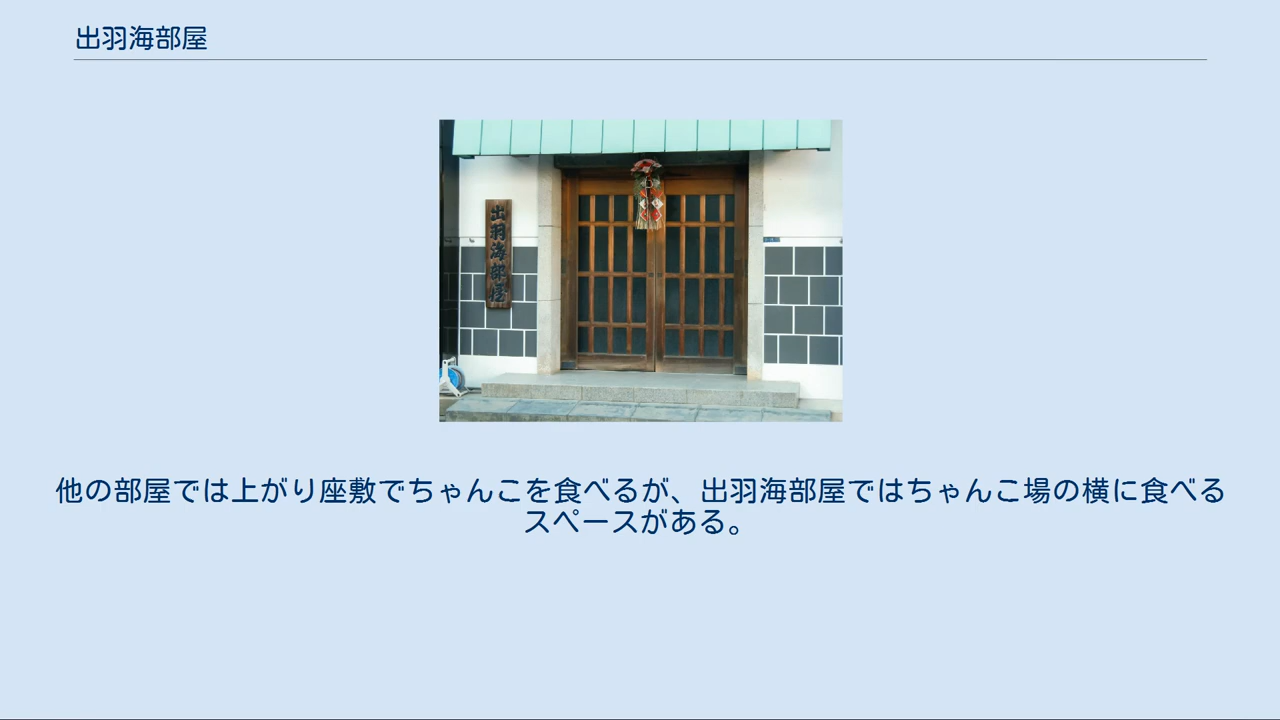 出羽海部屋
出羽海部屋
他の部屋では上がり座敷でちゃんこを食べるが、出羽海部屋ではちゃんこ場の横に食べる
スペースがある。